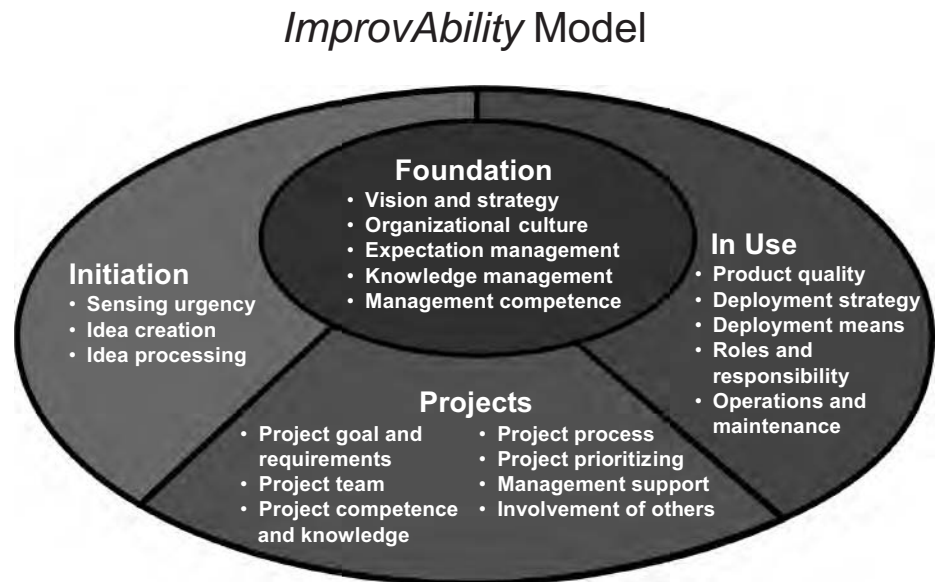 ImprovAbility Model
Foundation
• Vision and strategy
• Organizational culture
• Expectation management
• Knowledge management
• Management competence
Initiation
• Sensing urgency
• Idea creation
• Idea processing
In Use
• Product quality
• Deployment strategy
• Deployment means
• Roles and
responsibility
• Operations and
maintenance
Projects
• Project goal and
requirements
• Project team
• Project competence
and knowledge
• Project process
• Project prioritizing
• Management support
• Involvement of others